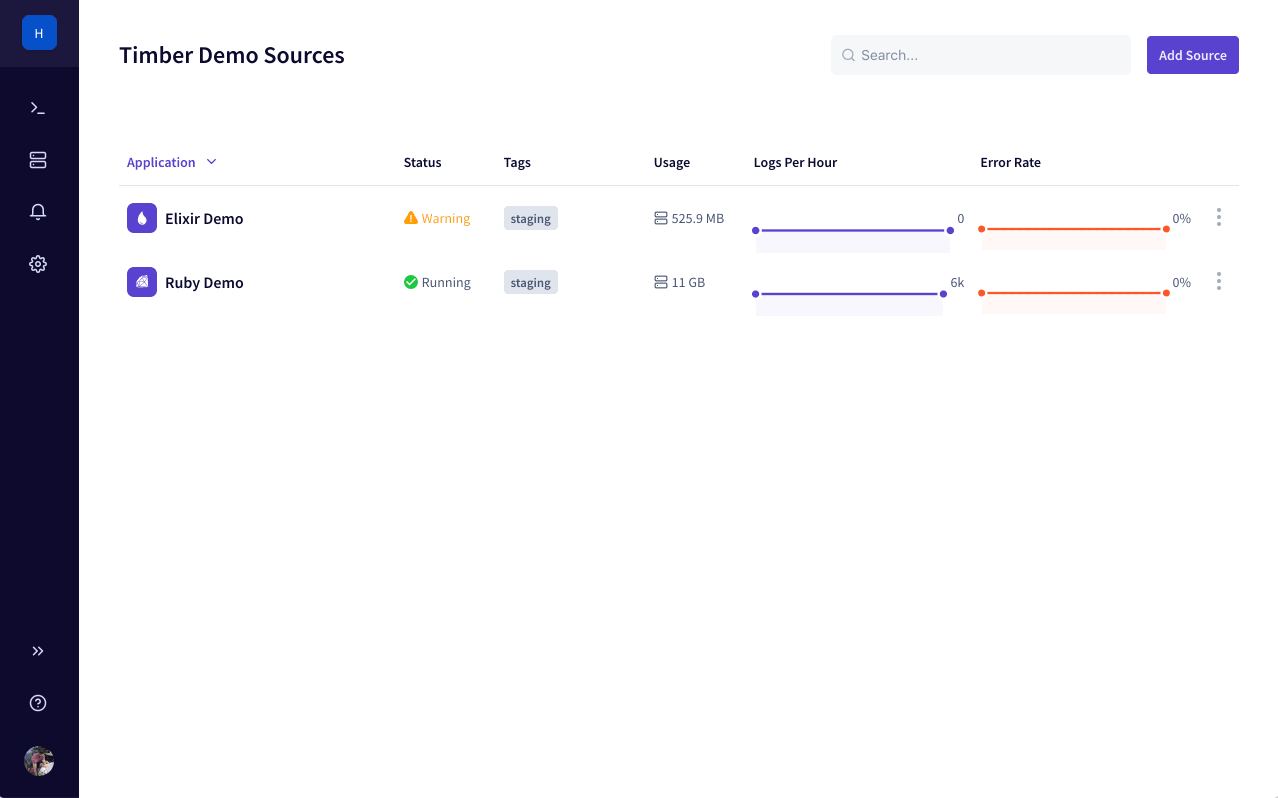 H
Timber Demo Sources
Search...
Add Source
Application Status Tags Usage Logs Per Hour Error Rate
Elixir Demo Warning staging 525.9 MB 0 0%
Ruby Demo Running staging 11 GB 6k 0%